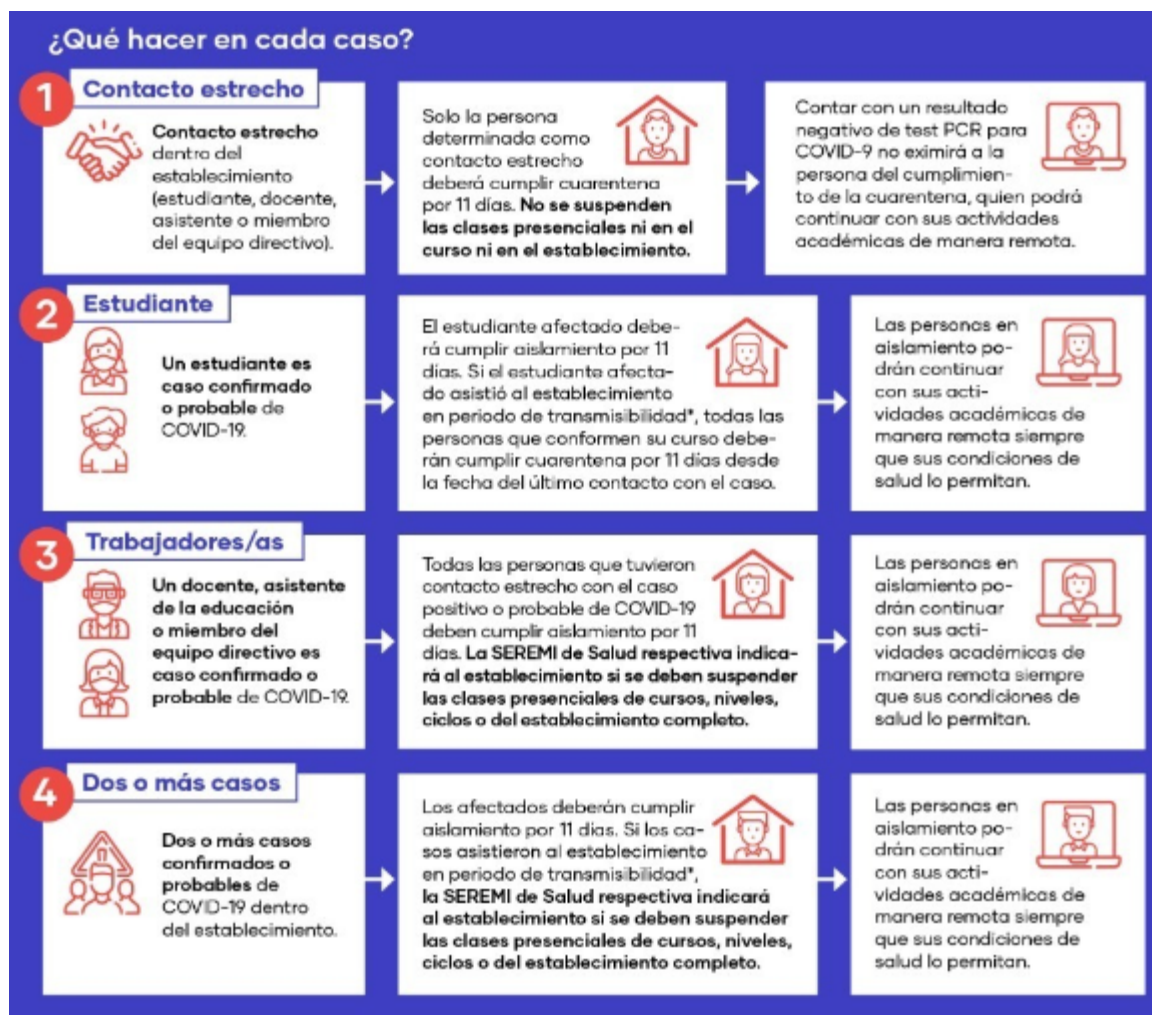 ¿Qué hacer en cada caso?
1
Contacto estrecho
Contacto estrecho
dentro del
establecimiento
(estudiante, docente,
asistente o miembro
del equipo directivo).
Solo la persona
determinada como
contacto estrecho
deberá cumplir cuarentena
por 11 días. No se suspenden
las clases presenciales ni en el
curso ni en el establecimiento.
Contar con un resultado
negativo de test PCR para
COVID-9 no eximirá a la
persona del cumplimien-
to de la cuarentena, quien podrá
continuar con sus actividades
académicas de manera remota.
2
Estudiante
Un estudiante es
caso confirmado
o probable de
COVID-19.
El estudiante afectado debe-
rá cumplir aislamiento por 11
días. Si el estudiante afecta-
do asistió al establecimiento
en periodo de transmisibilidad*, todas las
personas que conformen su curso debe-
rán cumplir cuarentena por 11 días desde
la fecha del último contacto con el caso.
Las personas en
aislamiento po-
drán continuar
con sus acti-
vidades académicas de
manera remota siempre
que sus condiciones de
salud lo permitan.
3
Trabajadores/as
Un docente, asistente
de la educación
o miembro del
equipo directivo es
caso confirmado o
probable de COVID-19.
Todas las personas que tuvieron
contacto estrecho con el caso
positivo o probable de COVID-19
deben cumplir aislamiento por 11
días. La SEREMI de Salud respectiva indica-
rá al establecimiento si se deben suspender
las clases presenciales de cursos, niveles,
ciclos o del establecimiento completo.
Las personas en
aislamiento po-
drán continuar
con sus acti-
vidades académicas de
manera remota siempre
que sus condiciones de
salud lo permitan.
4
Dos o más casos
Dos o más casos
confirmados o
probables de
COVID-19 dentro
del establecimiento.
Los afectados deberán cumplir
aislamiento por 11 días. Si los ca-
sos asistieron al establecimiento
en periodo de transmisibilidad*,
la SEREMI de Salud respectiva indicará
al establecimiento si se deben suspender
las clases presenciales de cursos, niveles,
ciclos o del establecimiento completo.
Las personas en
aislamiento po-
drán continuar
con sus acti-
vidades académicas de
manera remota siempre
que sus condiciones de
salud lo permitan.